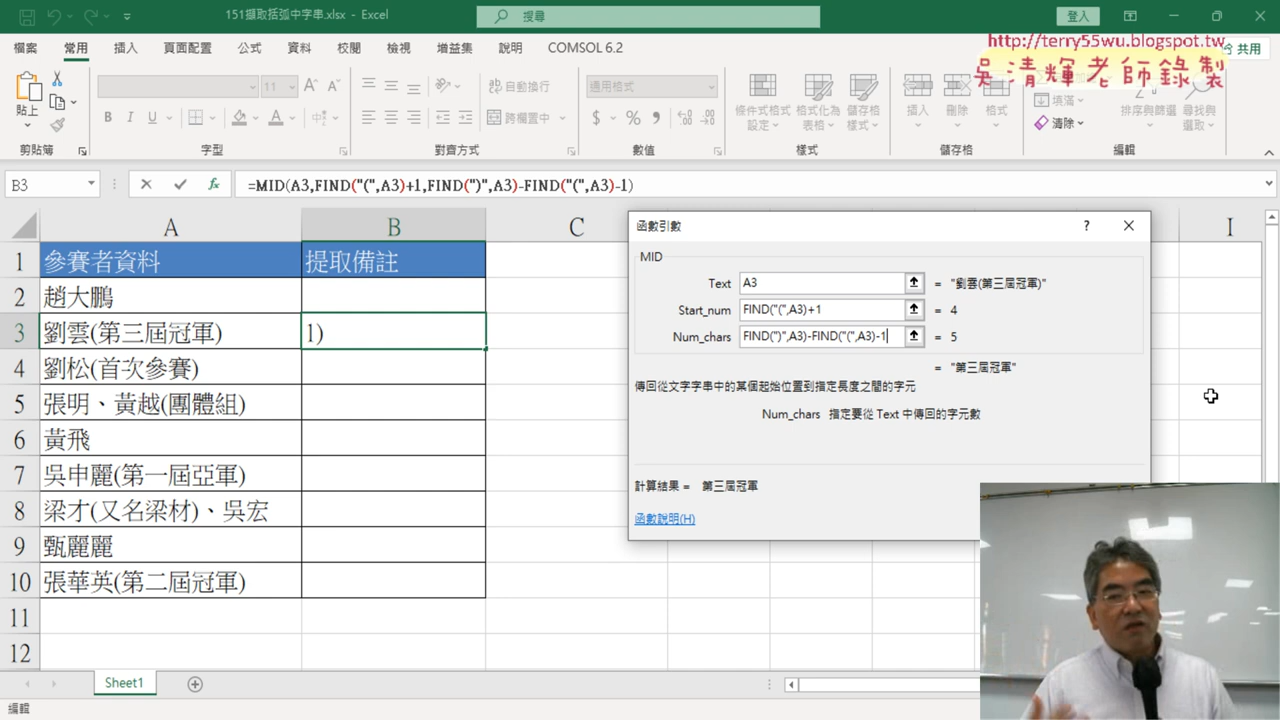 151擷取括弧中字串.xlsx - Excel
搜尋
登入
檔案 常用 插入 頁面配置 公式 資料 校閱 檢視 增益集 說明 COMSOL 6.2
共用
http://terry55wu.blogspot.tw
吳清輝老師錄製
貼上
11
自動換行
跨欄置中
通用格式
條件式格式設定
格式化為表格
儲存格樣式
插入
刪除
格式
填滿
清除
排序與篩選
尋找與選取
剪貼簿 字型 對齊方式 數值 樣式 儲存格 編輯
B3
=MID(A3,FIND("(",A3)+1,FIND(")",A3)-FIND("(",A3)-1)
A B C I
1 參賽者資料 提取備註
2 趙大鵬
3 劉雲(第三屆冠軍) 1)
4 劉松(首次參賽)
5 張明、黃越(團體組)
6 黃飛
7 吳申麗(第一屆亞軍)
8 梁才(又名梁材)、吳宏
9 甄麗麗
10 張華英(第二屆冠軍)
11
12
函數引數 ?
MID
Text A3 = "劉雲(第三屆冠軍)"
Start_num FIND("(",A3)+1 = 4
Num_chars FIND(")",A3)-FIND("(",A3)-1 = 5
= "第三屆冠軍"
傳回從文字字串中的某個起始位置到指定長度之間的字元
Num_chars 指定要從 Text 中傳回的字元數
計算結果 = 第三屆冠軍
函數說明(H)
Sheet1
編輯